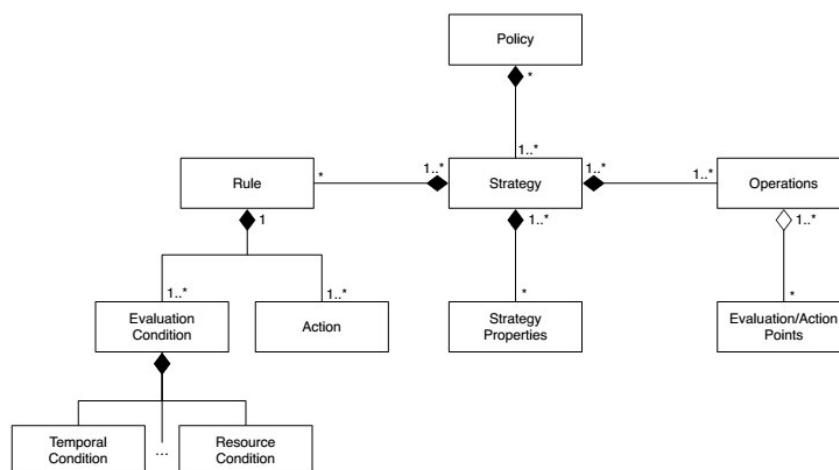 Policy
*
1..*
Rule
*
1..*
Strategy
1..*
1..*
Operations
1
1..*
1..*
1..*
1..*
*
*
Evaluation
Condition
Action
Strategy
Properties
Evaluation/Action
Points
Temporal
Condition
...
Resource
Condition